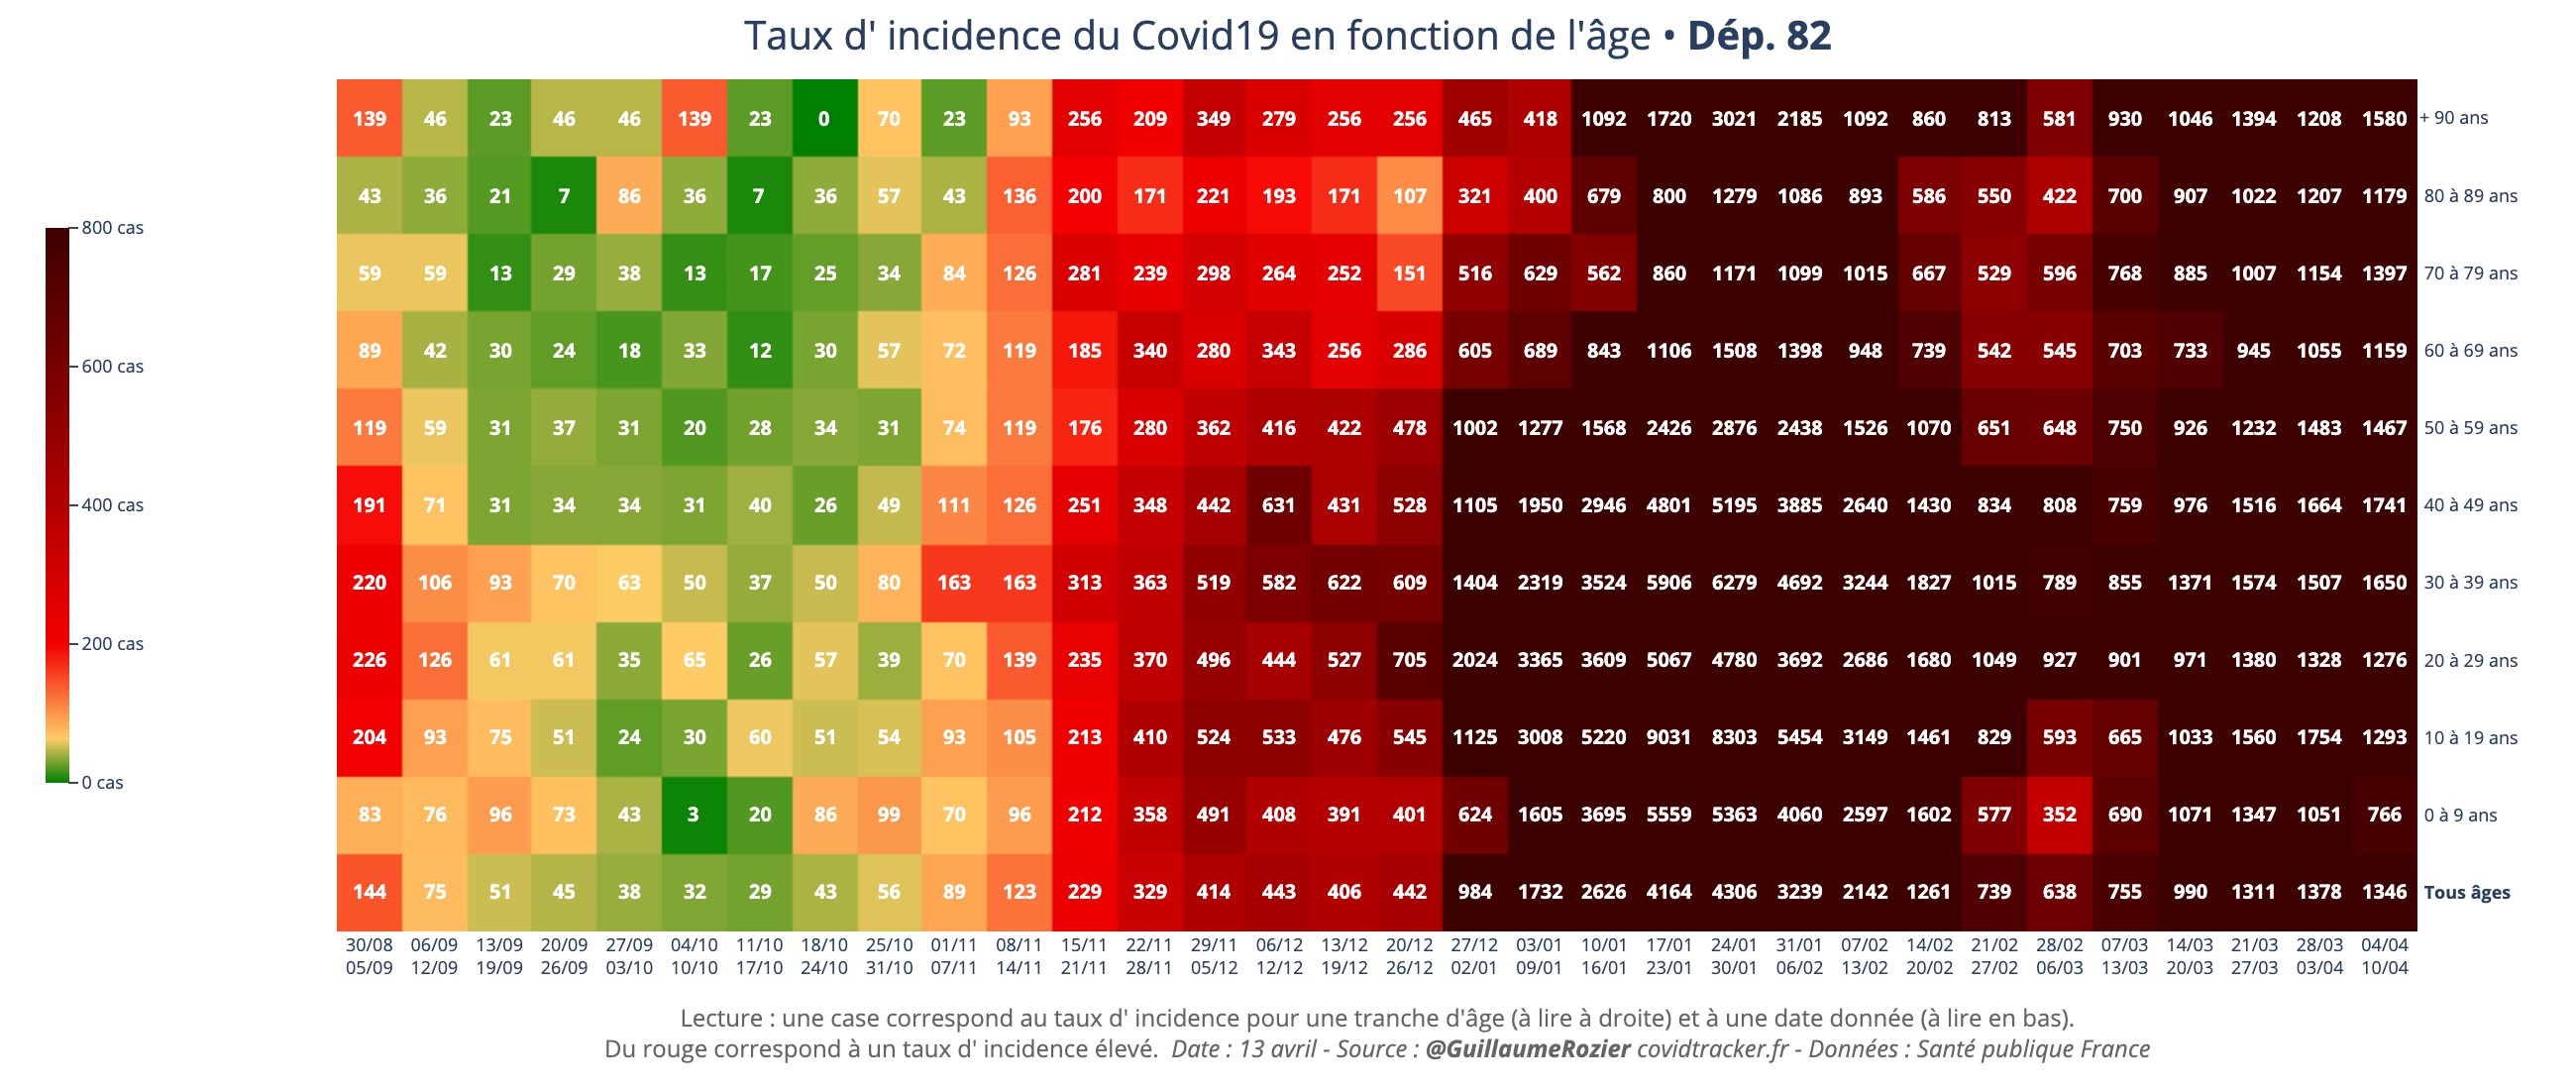 Taux d' incidence du Covid19 en fonction de l'âge • Dép. 82
800 cas
600 cas
400 cas
200 cas
0 cas
139 46 23 46 46 139 23 0 70 23 93 256 209 349 279 256 256 465 418 1092 1720 3021 2185 1092 860 813 581 930 1046 1394 1208 1580 + 90 ans
43 36 21 7 86 36 7 36 57 43 136 200 171 221 193 171 107 321 400 679 800 1279 1086 893 586 550 422 700 907 1022 1207 1179 80 à 89 ans
59 59 13 29 38 13 17 25 34 84 126 281 239 298 264 252 151 516 629 562 860 1171 1099 1015 667 529 596 768 885 1007 1154 1397 70 à 79 ans
89 42 30 24 18 33 12 30 57 72 119 185 340 280 343 256 286 605 689 843 1106 1508 1398 948 739 542 545 703 733 945 1055 1159 60 à 69 ans
119 59 31 37 31 20 28 34 31 74 119 176 280 362 416 422 478 1002 1277 1568 2426 2876 2438 1526 1070 651 648 750 926 1232 1483 1467 50 à 59 ans
191 71 31 34 34 31 40 26 49 111 126 251 348 442 631 431 528 1105 1950 2946 4801 5195 3885 2640 1430 834 808 759 976 1516 1664 1741 40 à 49 ans
220 106 93 70 63 50 37 50 80 163 163 313 363 519 582 622 609 1404 2319 3524 5906 6279 4692 3244 1827 1015 789 855 1371 1574 1507 1650 30 à 39 ans
226 126 61 61 35 65 26 57 39 70 139 235 370 496 444 527 705 2024 3365 3609 5067 4780 3692 2686 1680 1049 927 901 971 1380 1328 1276 20 à 29 ans
204 93 75 51 24 30 60 51 54 93 105 213 410 524 533 476 545 1125 3008 5220 9031 8303 5454 3149 1461 829 593 665 1033 1560 1754 1293 10 à 19 ans
83 76 96 73 43 3 20 86 99 70 96 212 358 491 408 391 401 624 1605 3695 5559 5363 4060 2597 1602 577 352 690 1071 1347 1051 766 0 à 9 ans
144 75 51 45 38 32 29 43 56 89 123 229 329 414 443 406 442 984 1732 2626 4164 4306 3239 2142 1261 739 638 755 990 1311 1378 1346 Tous âges
30/08 06/09 13/09 20/09 27/09 04/10 11/10 18/10 25/10 01/11 08/11 15/11 22/11 29/11 06/12 13/12 20/12 27/12 03/01 10/01 17/01 24/01 31/01 07/02 14/02 21/02 28/02 07/03 14/03 21/03 28/03 04/04
05/09 12/09 19/09 26/09 03/10 10/10 17/10 24/10 31/10 07/11 14/11 21/11 28/11 05/12 12/12 19/12 26/12 02/01 09/01 16/01 23/01 30/01 06/02 13/02 20/02 27/02 06/03 13/03 20/03 27/03 03/04 10/04
Lecture : une case correspond au taux d' incidence pour une tranche d'âge (à lire à droite) et à une date donnée (à lire en bas).
Du rouge correspond à un taux d' incidence élevé. Date : 13 avril - Source : @GuillaumeRozier covidtracker.fr - Données : Santé publique France